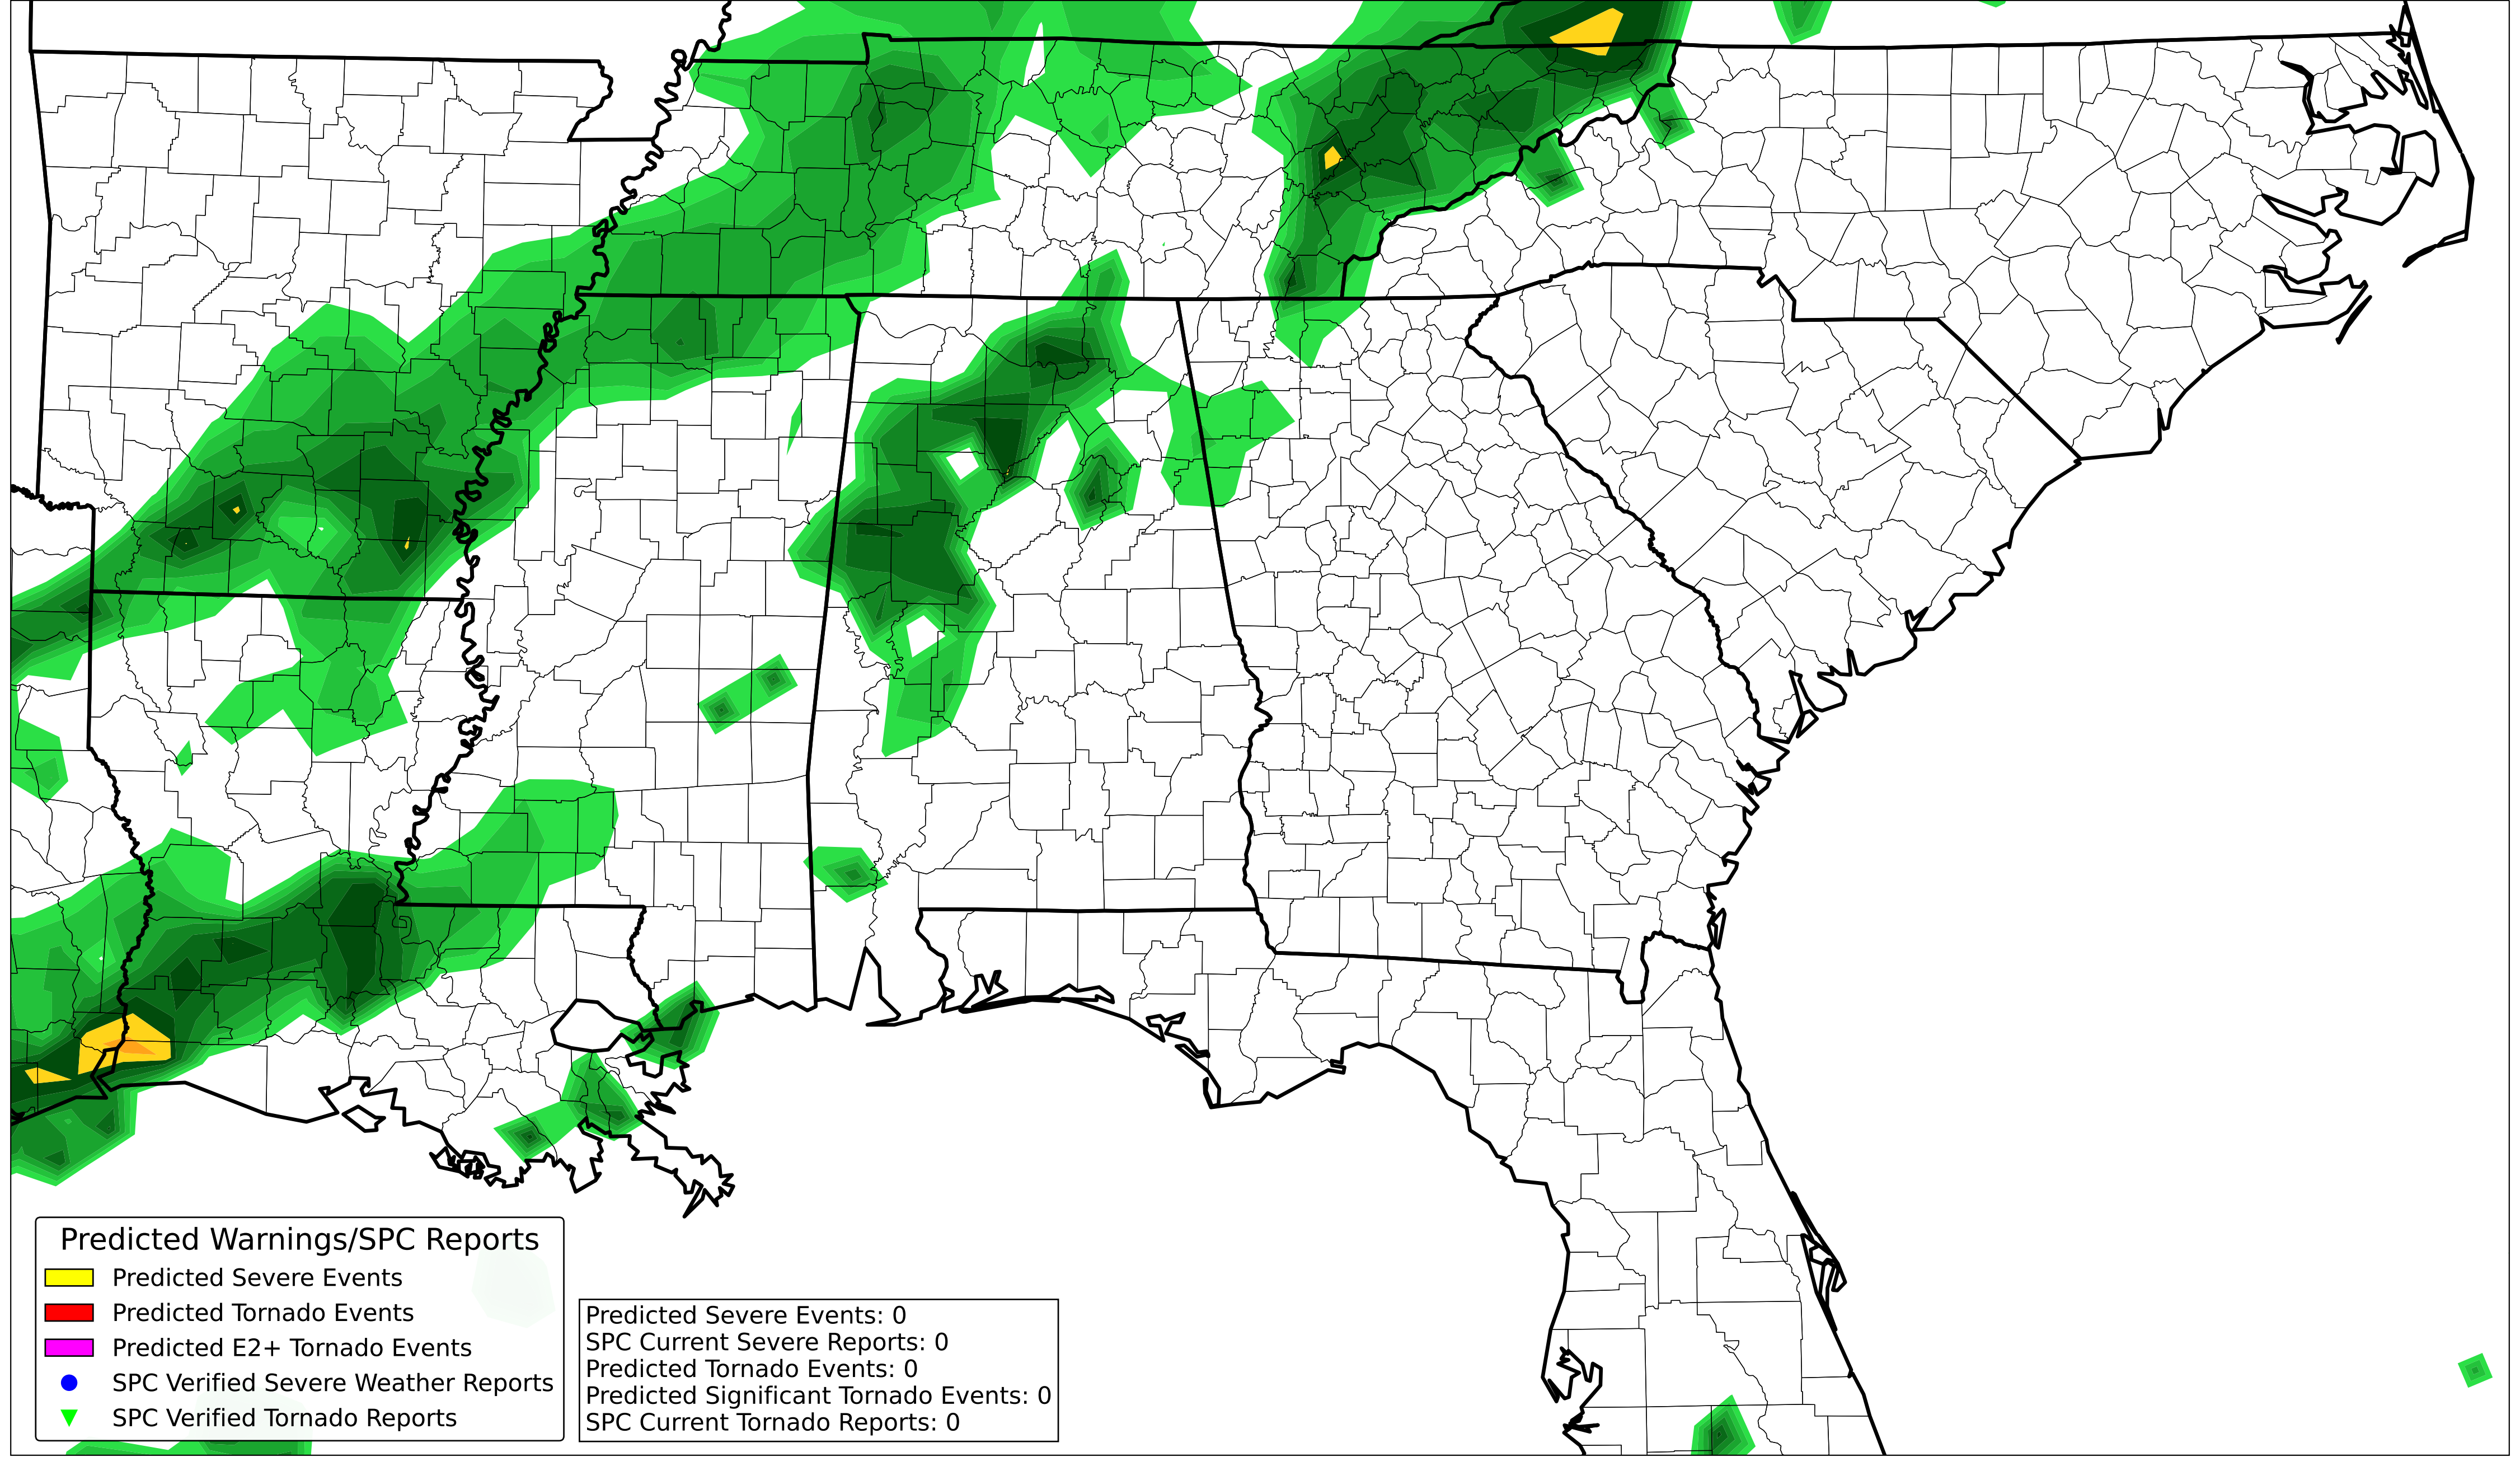 Predicted Warnings/SPC Reports
Predicted Severe Events
Predicted Tornado Events
Predicted E2+ Tornado Events
SPC Verified Severe Weather Reports
SPC Verified Tornado Reports
Predicted Severe Events: 0
SPC Current Severe Reports: 0
Predicted Tornado Events: 0
Predicted Significant Tornado Events: 0
SPC Current Tornado Reports: 0